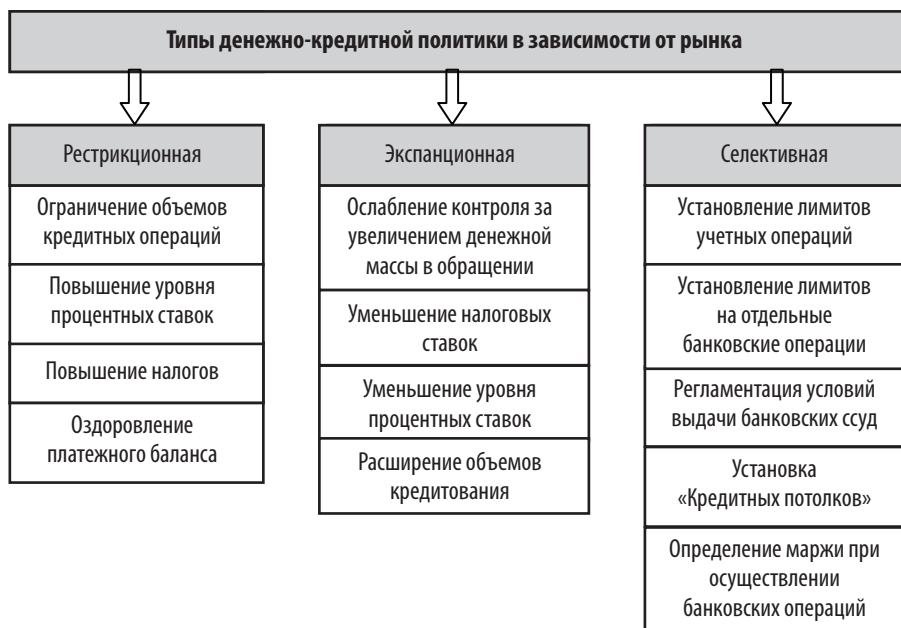 Типы денежно-кредитной политики в зависимости от рынка
Рестрикционная
Ограничение объемов
кредитных операций
Повышение уровня
процентных ставок
Повышение налогов
Оздоровление
платежного баланса
Экспанционная
Ослабление контроля за
увеличением денежной
массы в обращении
Уменьшение налоговых
ставок
Уменьшение уровня
процентных ставок
Расширение объемов
кредитования
Селективная
Установление лимитов
учетных операций
Установление лимитов
на отдельные
банковские операции
Регламентация условий
выдачи банковских ссуд
Установка
«Кредитных потолков»
Определение маржи при
осуществлении
банковских операций